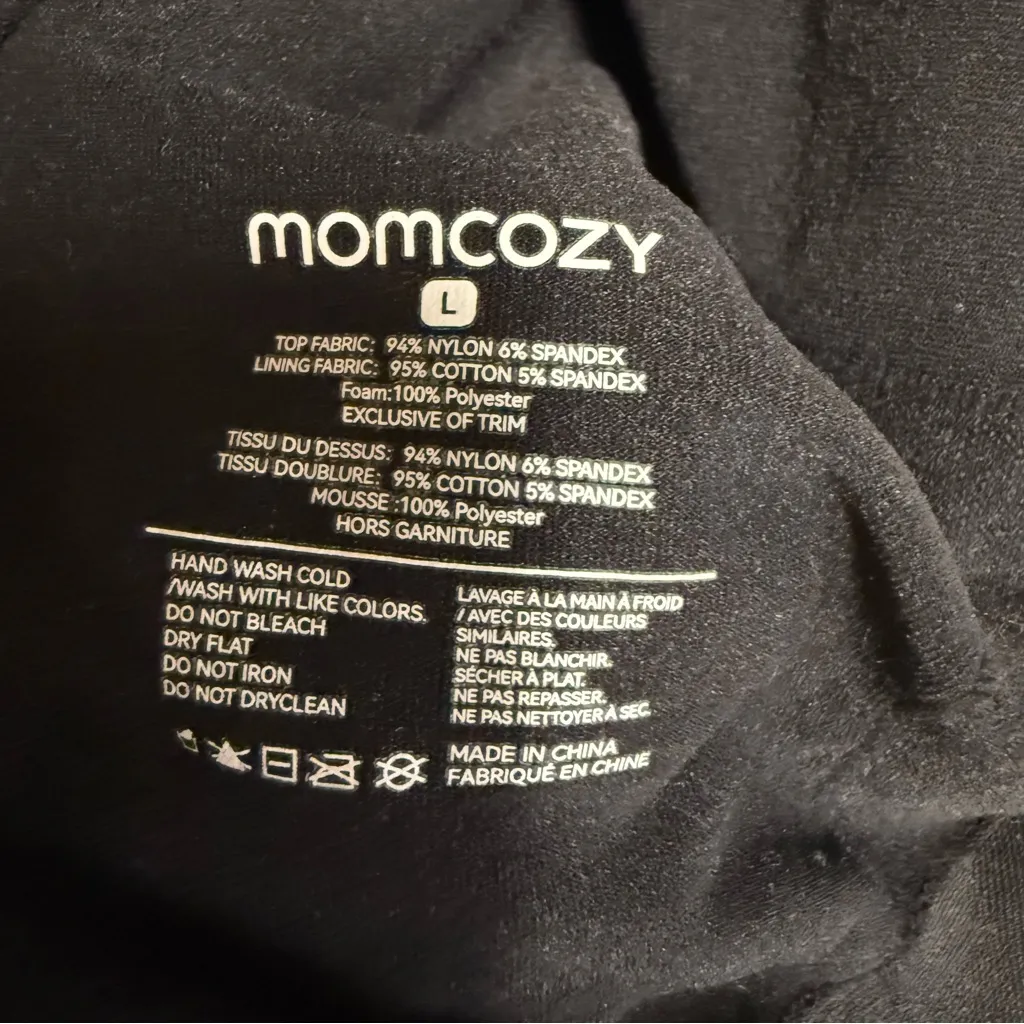 momcozy
L
TOP FABRIC: 94% NYLON 6% SPANDEX
LINING FABRIC: 95% COTTON 5% SPANDEX
Foam:100% Polyester
EXCLUSIVE OF TRIM
TISSU DU DESSUS: 94% NYLON 6% SPANDEX
TISSU DOUBLURE: 95% COTTON 5% SPANDEX
MOUSSE :100% Polyester
HORS GARNITURE
HAND WASH COLD
/WASH WITH LIKE COLORS.
DO NOT BLEACH
DRY FLAT
DO NOT IRON
DO NOT DRYCLEAN
LAVAGE À LA MAIN À FROID
/ AVEC DES COULEURS
SIMILAIRES.
NE PAS BLANCHIR.
SÉCHER À PLAT.
NE PAS REPASSER.
NE PAS NETTOYER À SEC.
MADE IN CHINA
FABRIQUÉ EN CHINE